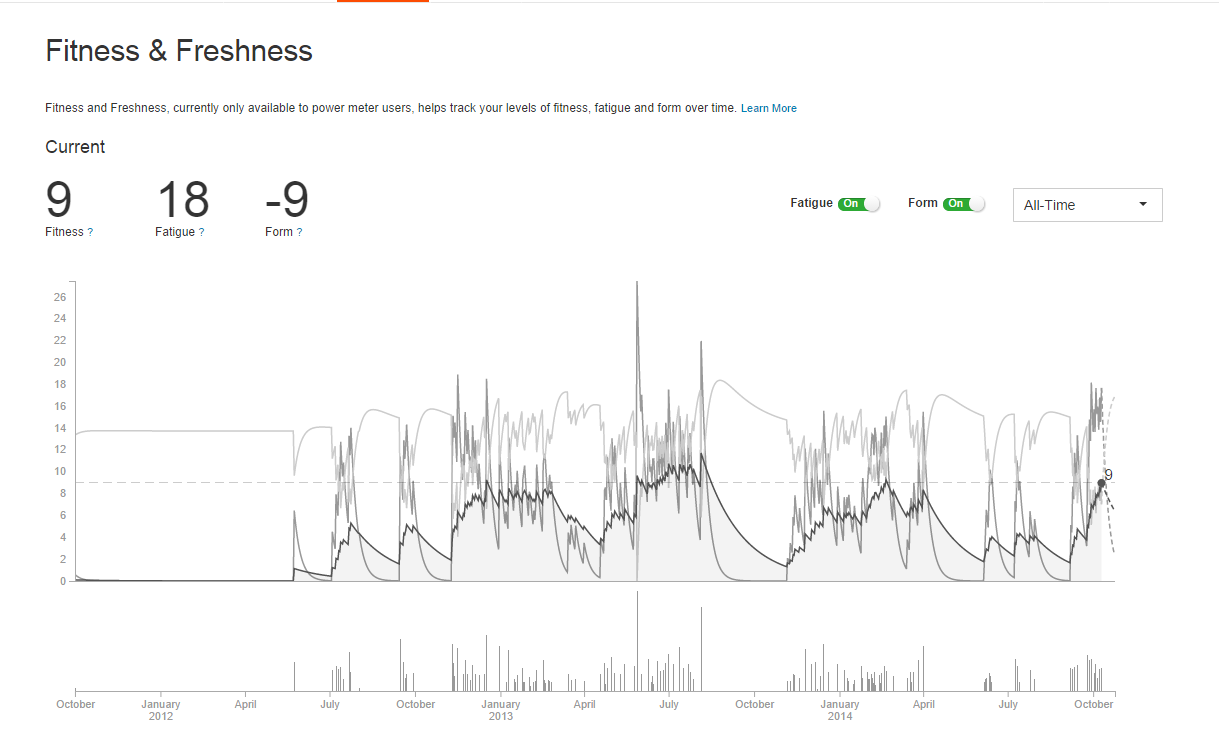 Fitness & Freshness
Fitness and Freshness, currently only available to power meter users, helps track your levels of fitness, fatigue and form over time. Learn More
Current
9 18 -9
Fitness ? Fatigue ? Form ?
Fatigue On Form On All-Time
26
24
22
20
18
16
14
12
10
8
6
4
2
0
9
October January April July October January April July October January April July October
2012 2013 2014